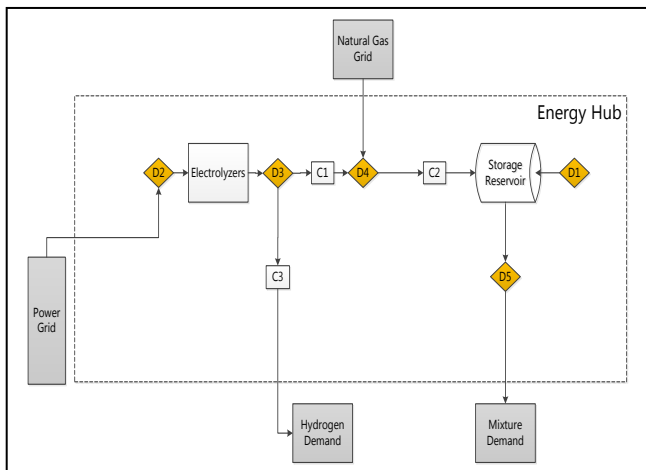 Natural Gas
Grid
Energy Hub
D2
Electrolyzers
D3
C1
D4
C2
Storage
Reservoir
D1
C3
D5
Power
Grid
Hydrogen
Demand
Mixture
Demand